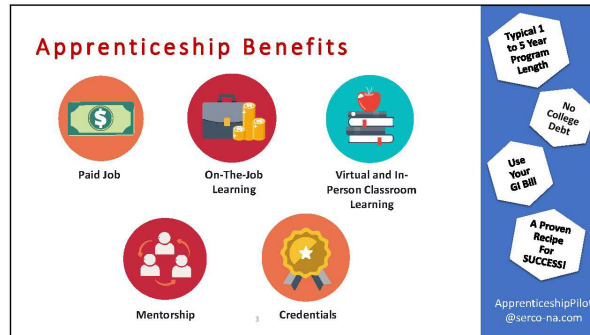 Apprenticeship Benefits
$
Paid Job
On-The-Job
Learning
Virtual and In-
Person Classroom
Learning
Mentorship
Credentials
3
Typical 1
to 5 Year
Program
Length
No
College
Debt
Use
Your
GI Bill
A Proven
Recipe
For
SUCCESS!
ApprenticeshipPilot
@serco-na.com